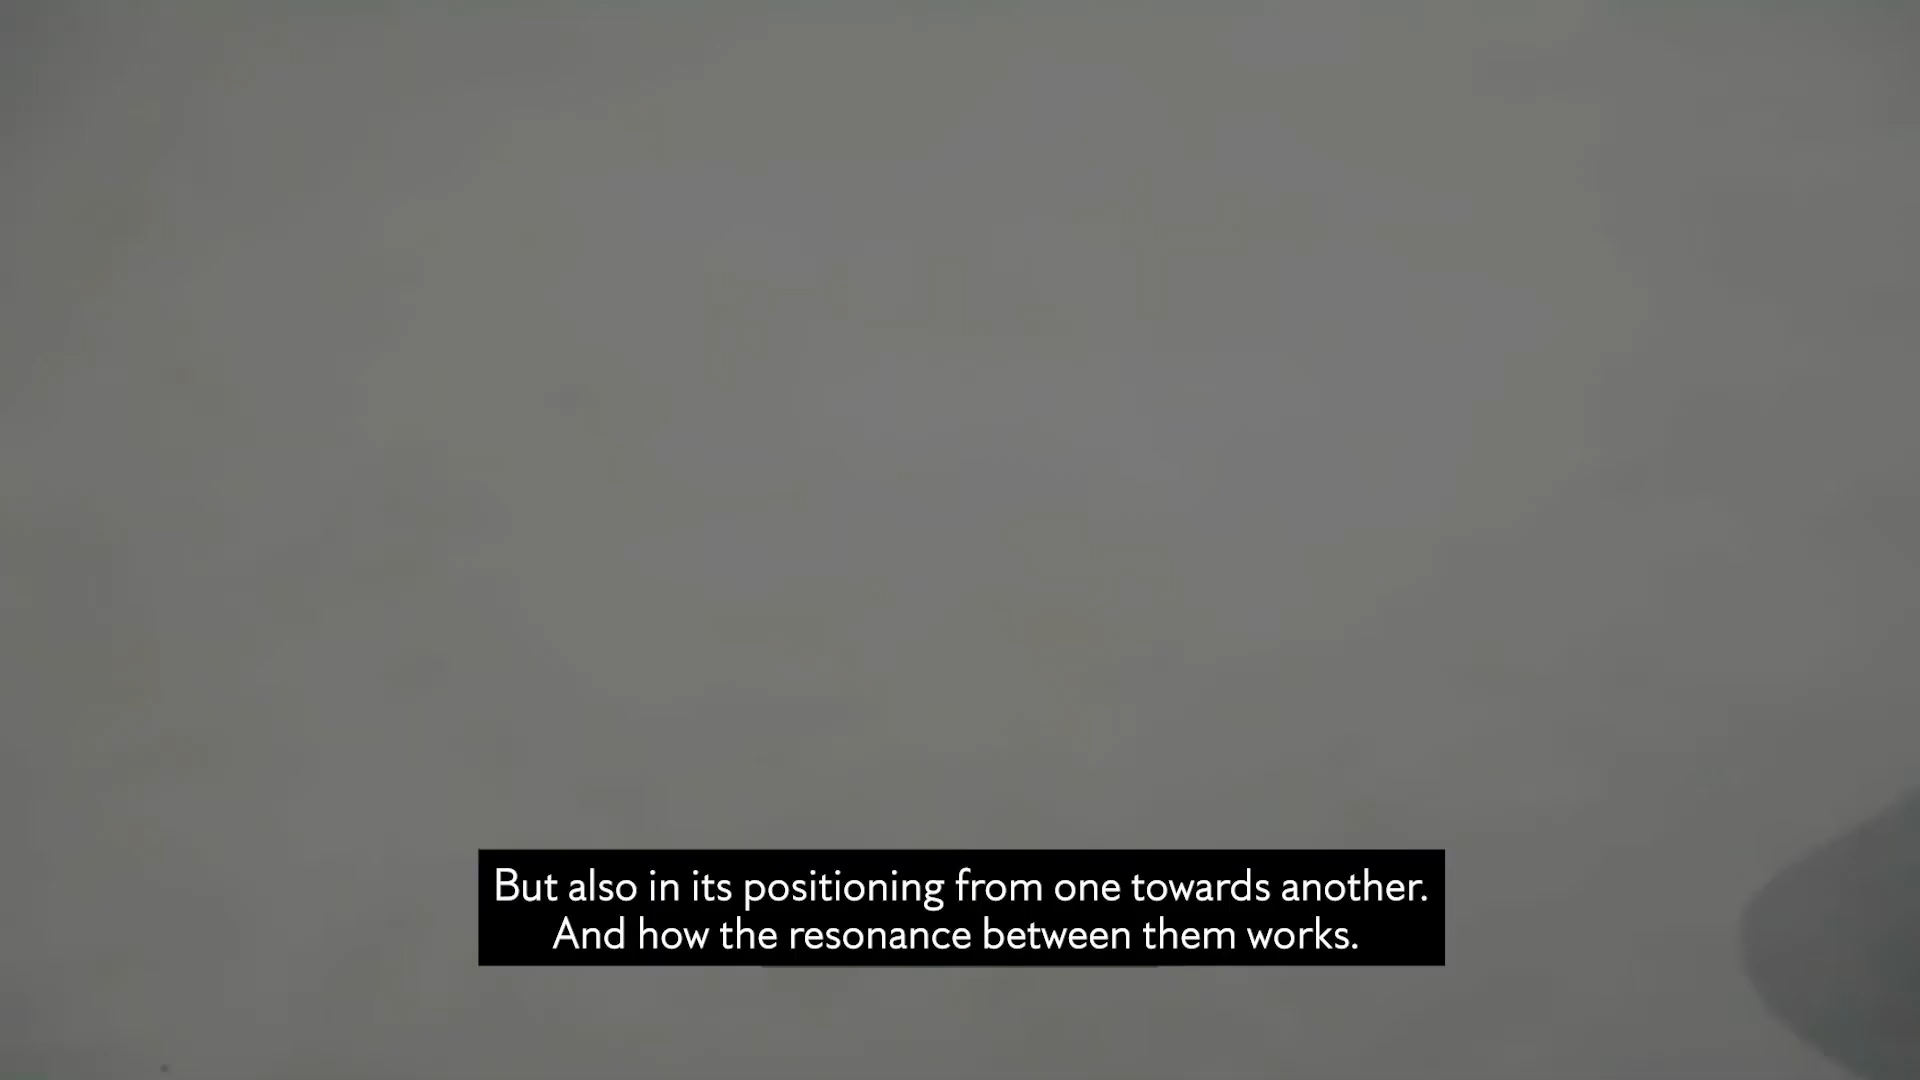 But also in its positioning from one towards another.
And how the resonance between them works.